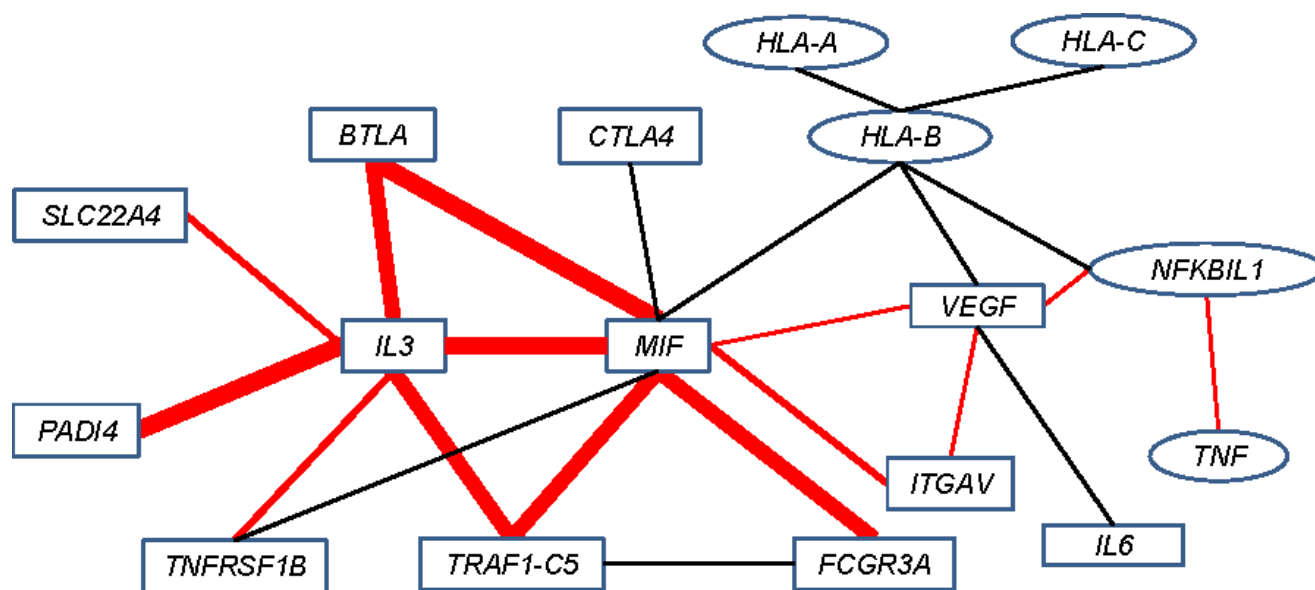 HLA-A
HLA-C
BTLA
CTLA4
HLA-B
SLC22A4
NFKBIL1
VEGF
IL3
MIF
PADI4
ITGAV
TNF
IL6
TNFRSF1B
TRAF1-C5
FCGR3A